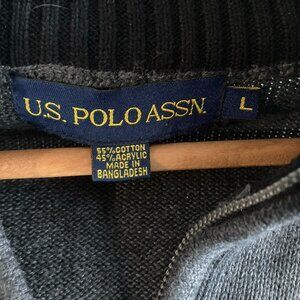 U.S. POLO ASSN.
L
55% COTTON
45% ACRYLIC
MADE IN
BANGLADESH